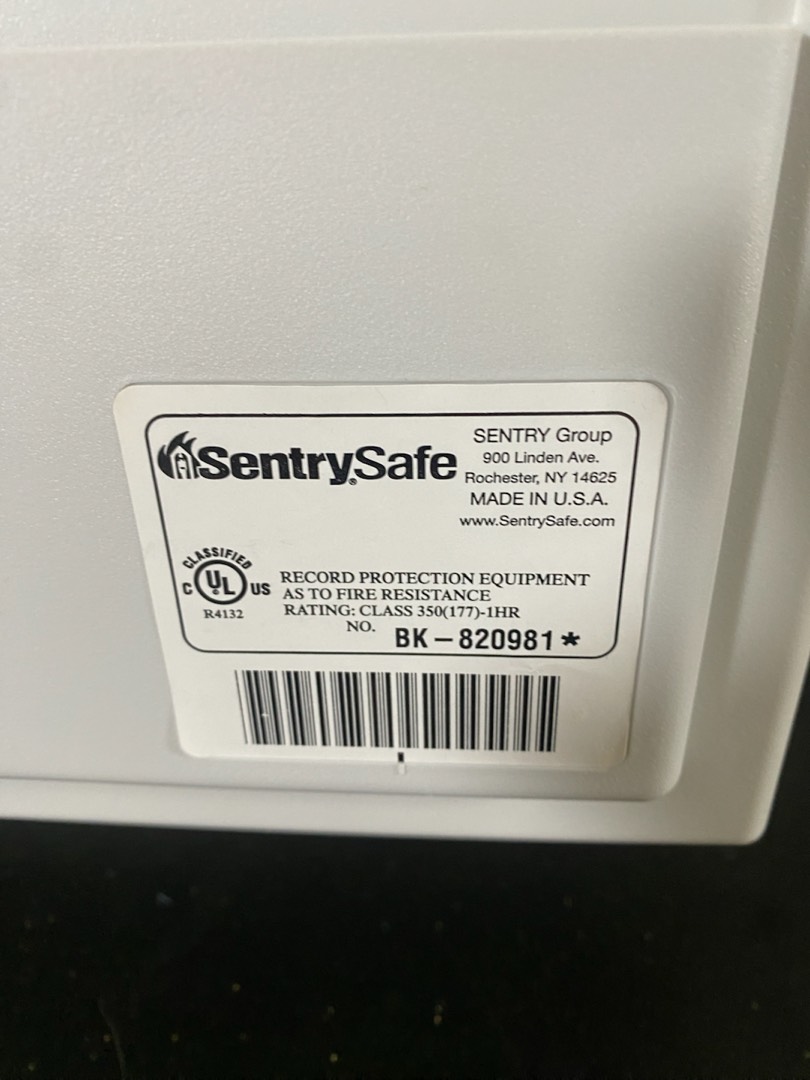 SentrySafe®
SENTRY Group
900 Linden Ave.
Rochester, NY 14625
MADE IN U.S.A.
www.SentrySafe.com
CLASSIFIED
C UL US
R4132
RECORD PROTECTION EQUIPMENT
AS TO FIRE RESISTANCE
RATING: CLASS 350(177)-1HR
NO. BK-820981*